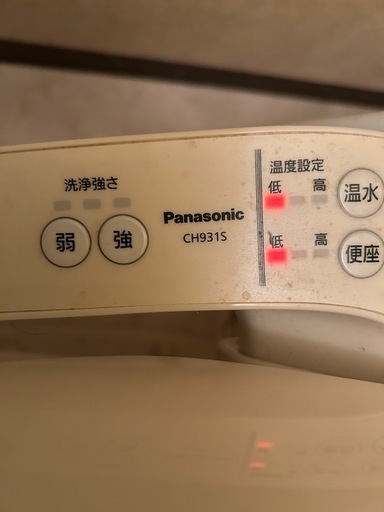 洗浄強さ
弱 強
Panasonic
CH931S
温度設定
低 高
温水
低 高
便座